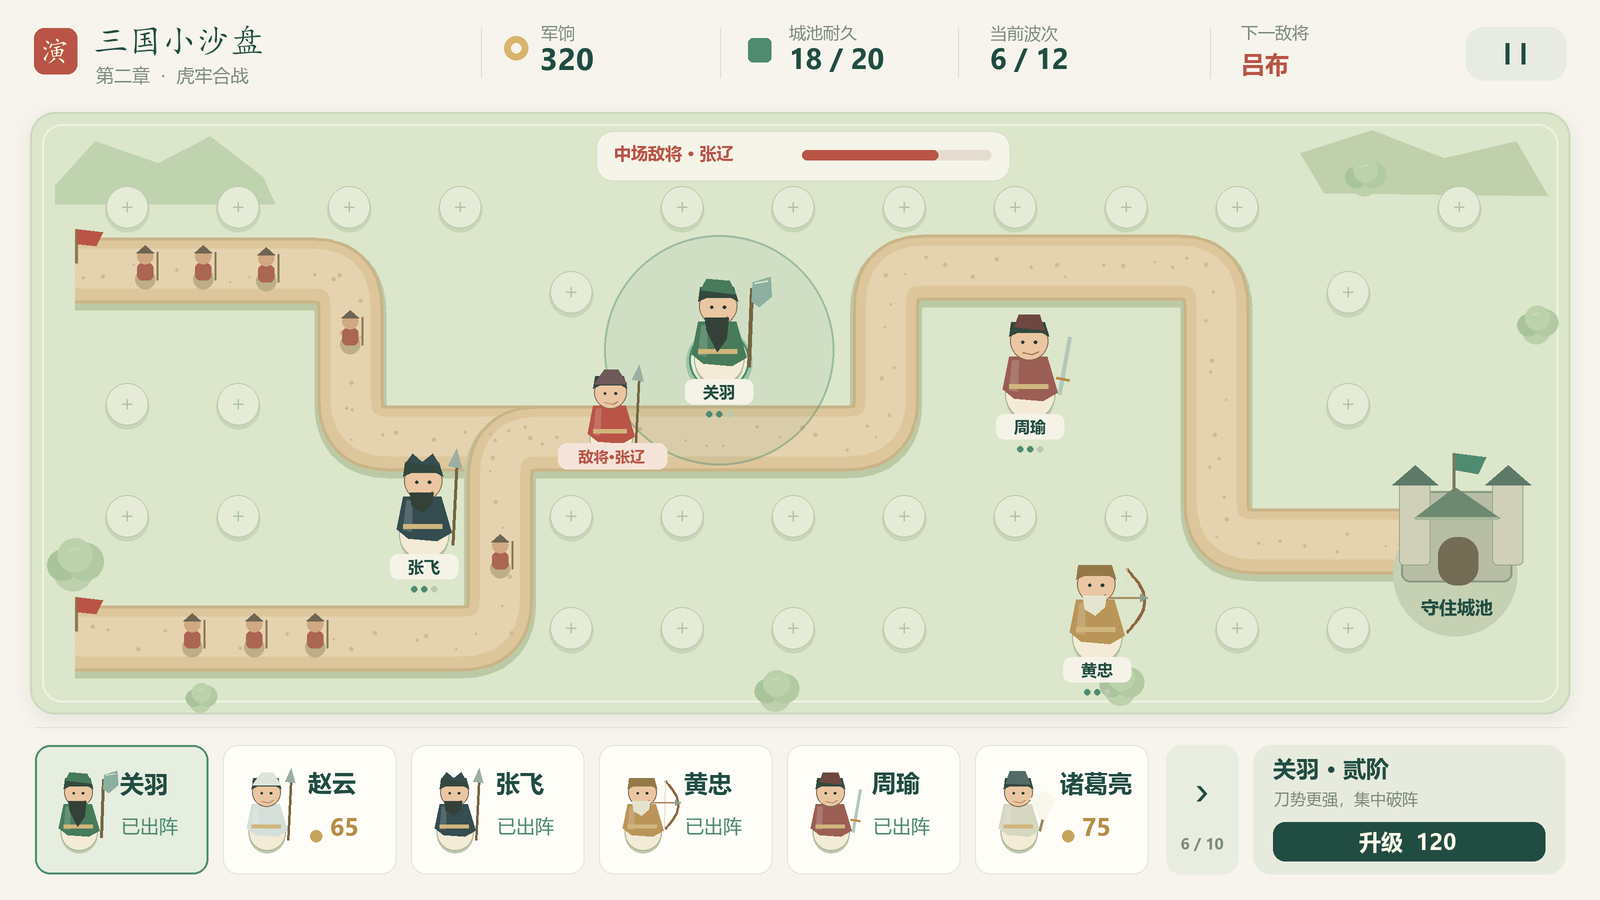 演
三国小沙盘
第二章 · 虎牢合战
军饷
320
城池耐久
18 / 20
当前波次
6 / 12
下一敌将
吕布
中场敌将 • 张辽
关羽
敌将•张辽
周瑜
张飞
守住城池
黄忠
关羽
已出阵
赵云
65
张飞
已出阵
黄忠
已出阵
周瑜
已出阵
诸葛亮
75
›
6 / 10
关羽 • 贰阶
刀势更强，集中破阵
升级 120